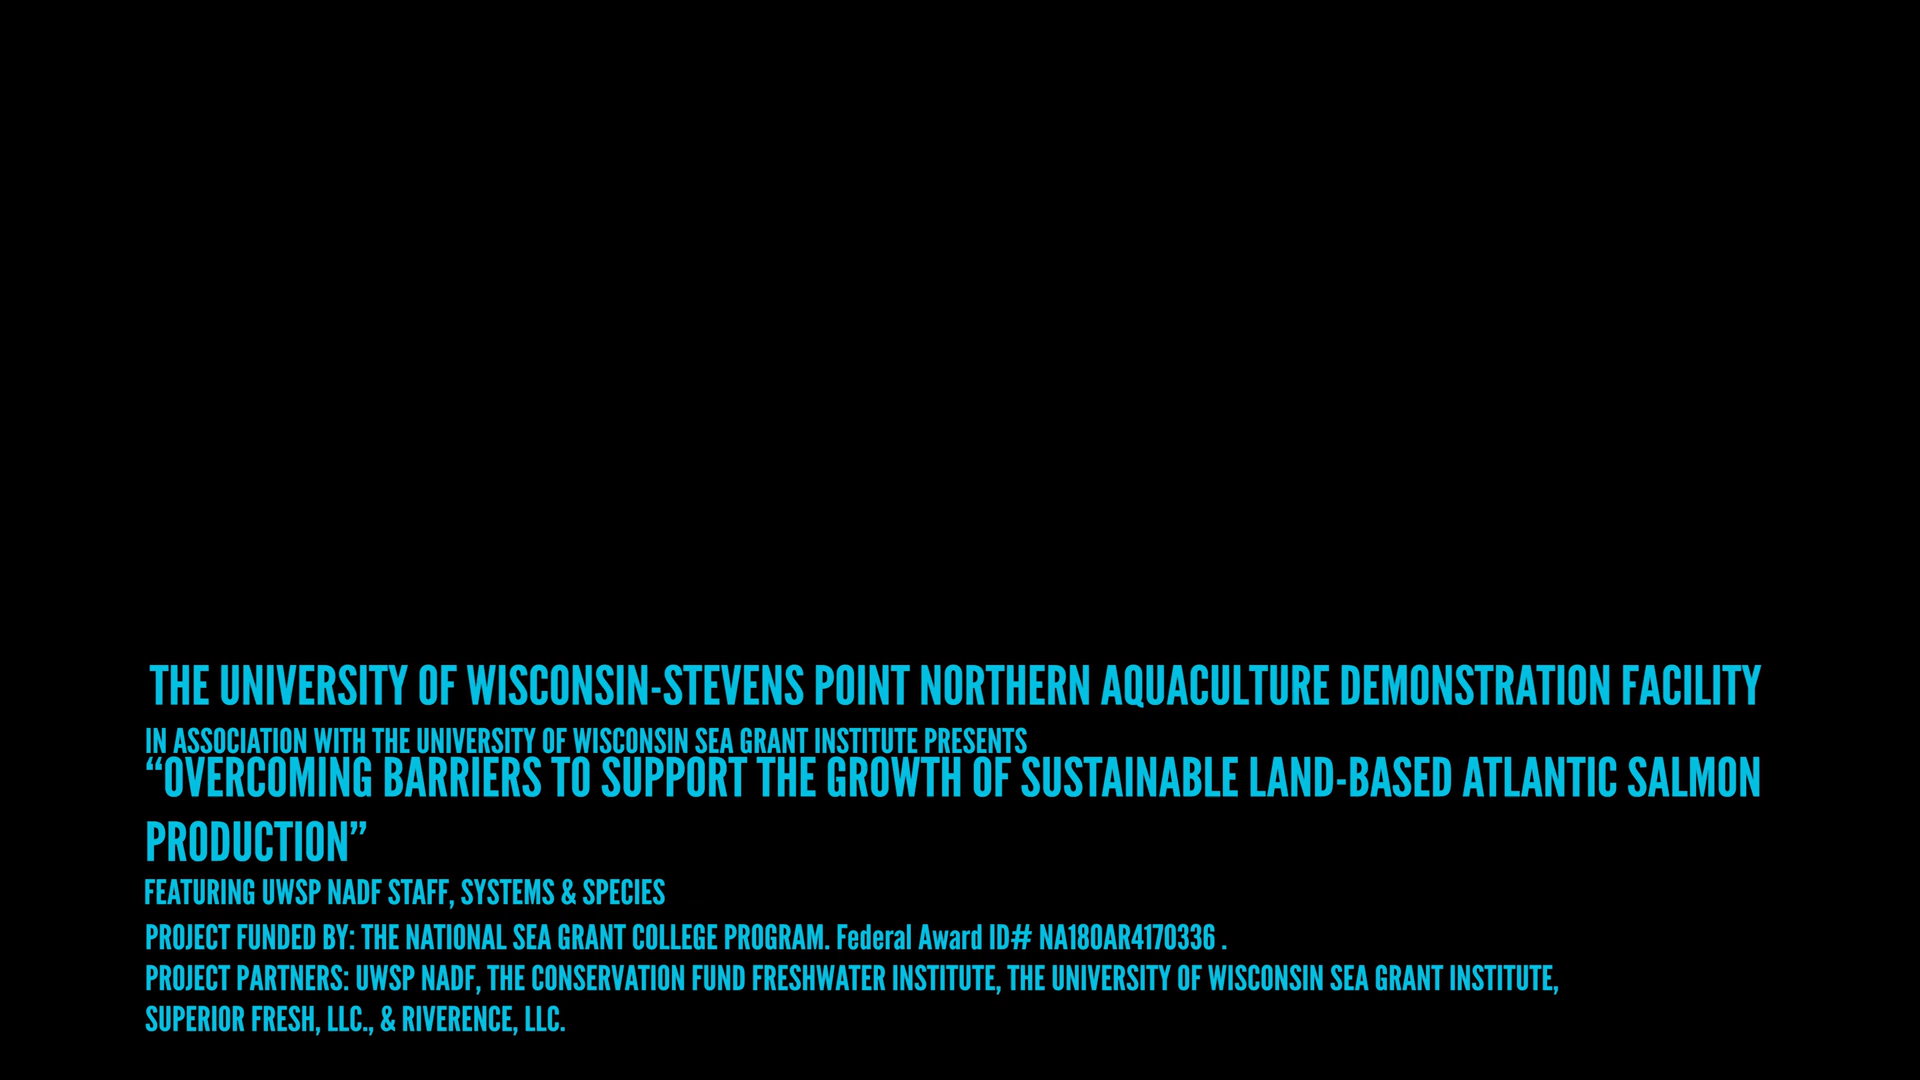 THE UNIVERSITY OF WISCONSIN-STEVENS POINT NORTHERN AQUACULTURE DEMONSTRATION FACILITY
IN ASSOCIATION WITH THE UNIVERSITY OF WISCONSIN SEA GRANT INSTITUTE PRESENTS
“OVERCOMING BARRIERS TO SUPPORT THE GROWTH OF SUSTAINABLE LAND-BASED ATLANTIC SALMON
PRODUCTION”
FEATURING UWSP NADF STAFF, SYSTEMS & SPECIES
PROJECT FUNDED BY: THE NATIONAL SEA GRANT COLLEGE PROGRAM. Federal Award ID# NA18OAR4170336 .
PROJECT PARTNERS: UWSP NADF, THE CONSERVATION FUND FRESHWATER INSTITUTE, THE UNIVERSITY OF WISCONSIN SEA GRANT INSTITUTE,
SUPERIOR FRESH, LLC., & RIVERENCE, LLC.